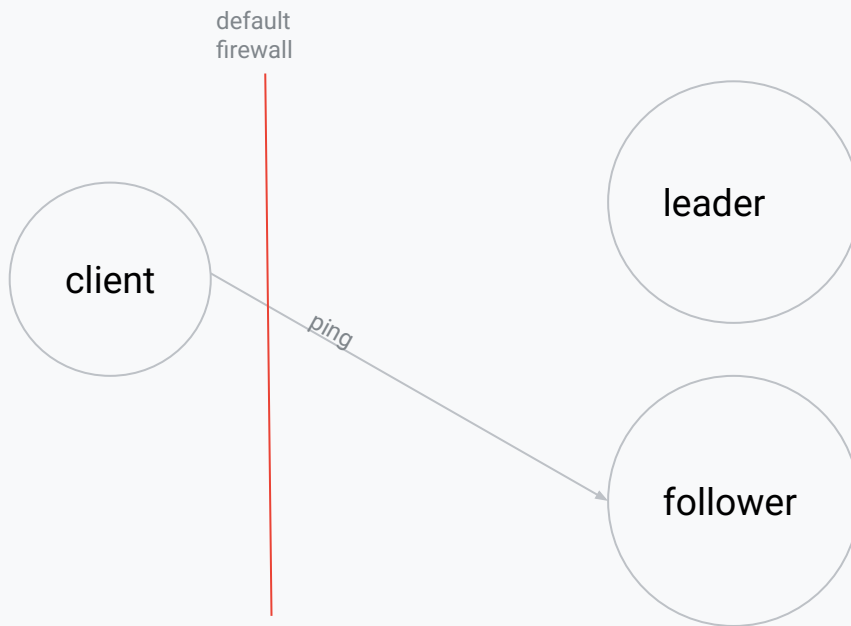 default
firewall
leader
client
ping
follower